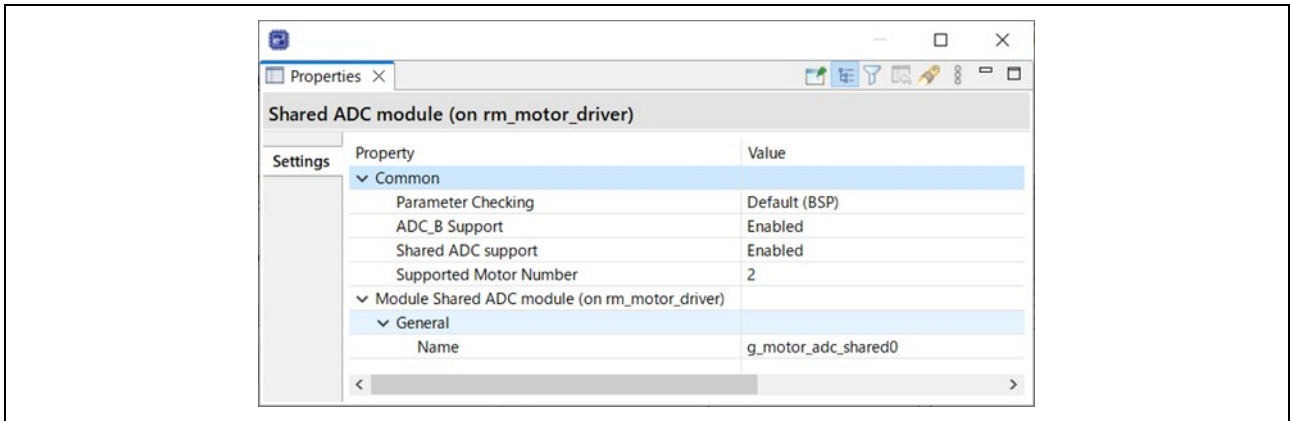 Properties
Shared ADC module (on rm_motor_driver)
Settings
Property Value
Common
Parameter Checking Default (BSP)
ADC_B Support Enabled
Shared ADC support Enabled
Supported Motor Number 2
Module Shared ADC module (on rm_motor_driver)
General
Name g_motor_adc_shared0